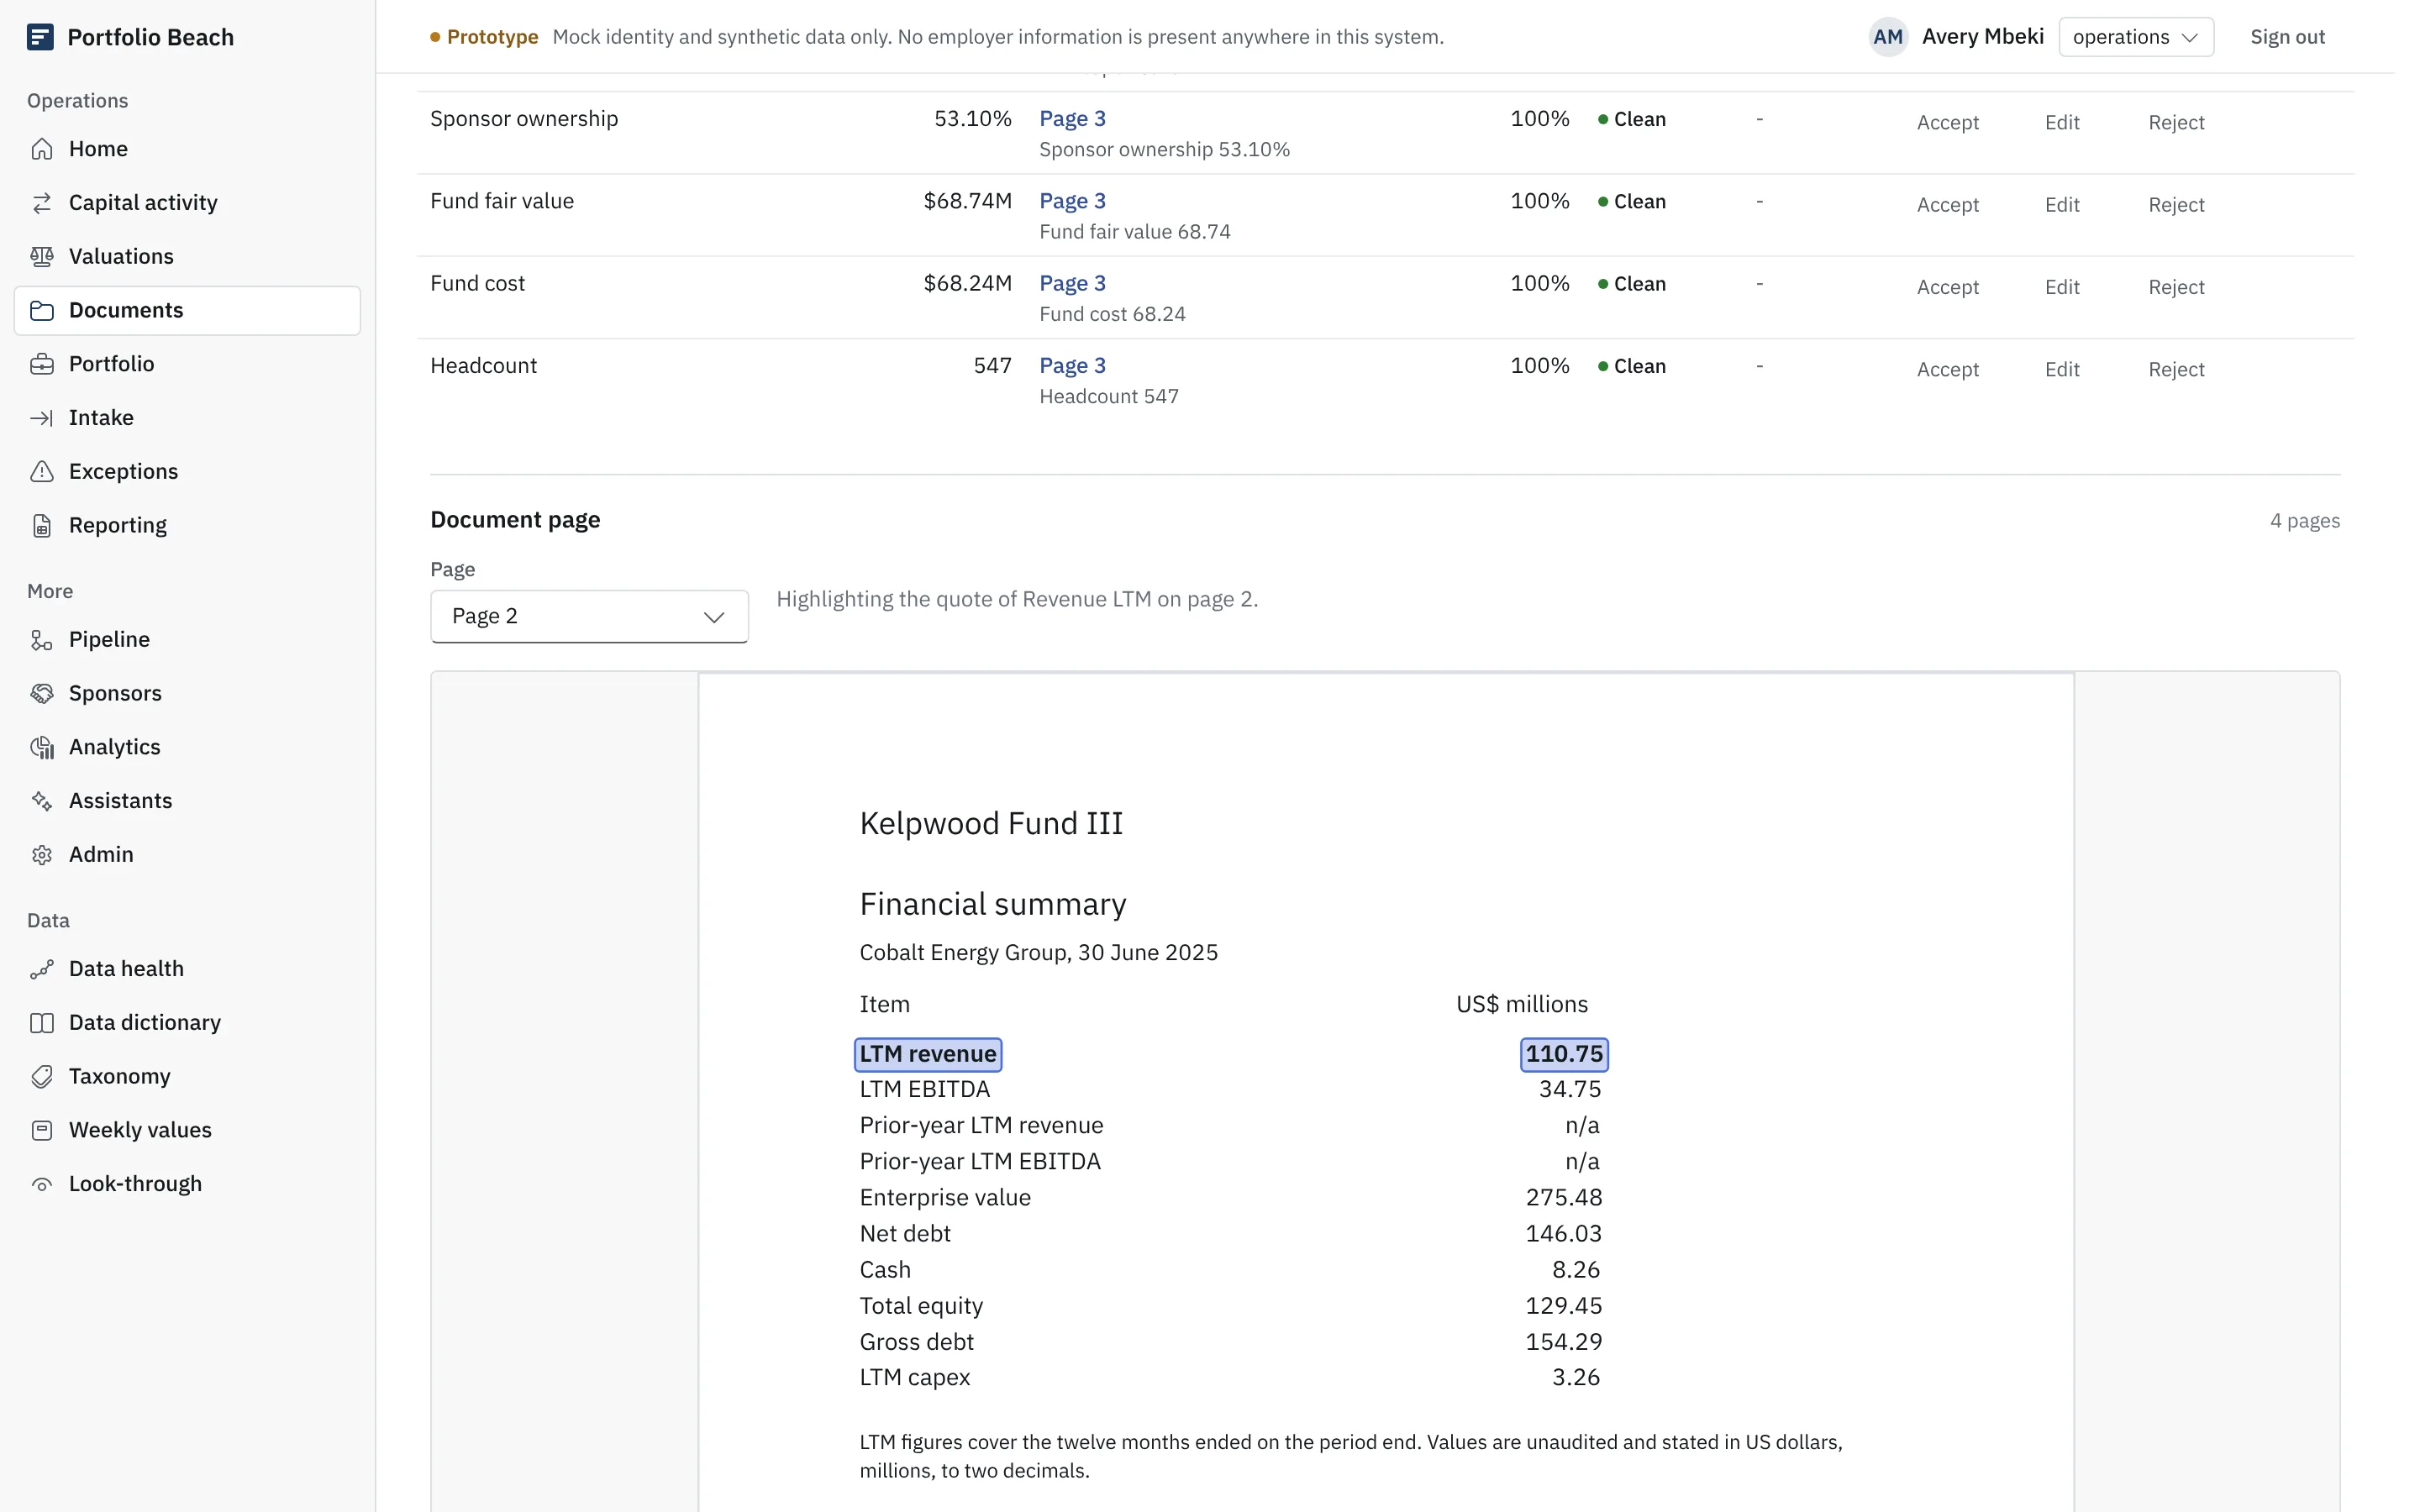 Portfolio Beach
Operations
Home
Capital activity
Valuations
Documents
Portfolio
Intake
Exceptions
Reporting
More
Pipeline
Sponsors
Analytics
Assistants
Admin
Data
Data health
Data dictionary
Taxonomy
Weekly values
Look-through
Prototype Mock identity and synthetic data only. No employer information is present anywhere in this system.
AM Avery Mbeki operations Sign out
Sponsor ownership 53.10% Page 3 100% Clean - Accept Edit Reject
Sponsor ownership 53.10%
Fund fair value $68.74M Page 3 100% Clean - Accept Edit Reject
Fund fair value 68.74
Fund cost $68.24M Page 3 100% Clean - Accept Edit Reject
Fund cost 68.24
Headcount 547 Page 3 100% Clean - Accept Edit Reject
Headcount 547
Document page 4 pages
Page
Page 2 Highlighting the quote of Revenue LTM on page 2.
Kelpwood Fund III
Financial summary
Cobalt Energy Group, 30 June 2025
Item US$ millions
LTM revenue 110.75
LTM EBITDA 34.75
Prior-year LTM revenue n/a
Prior-year LTM EBITDA n/a
Enterprise value 275.48
Net debt 146.03
Cash 8.26
Total equity 129.45
Gross debt 154.29
LTM capex 3.26
LTM figures cover the twelve months ended on the period end. Values are unaudited and stated in US dollars,
millions, to two decimals.